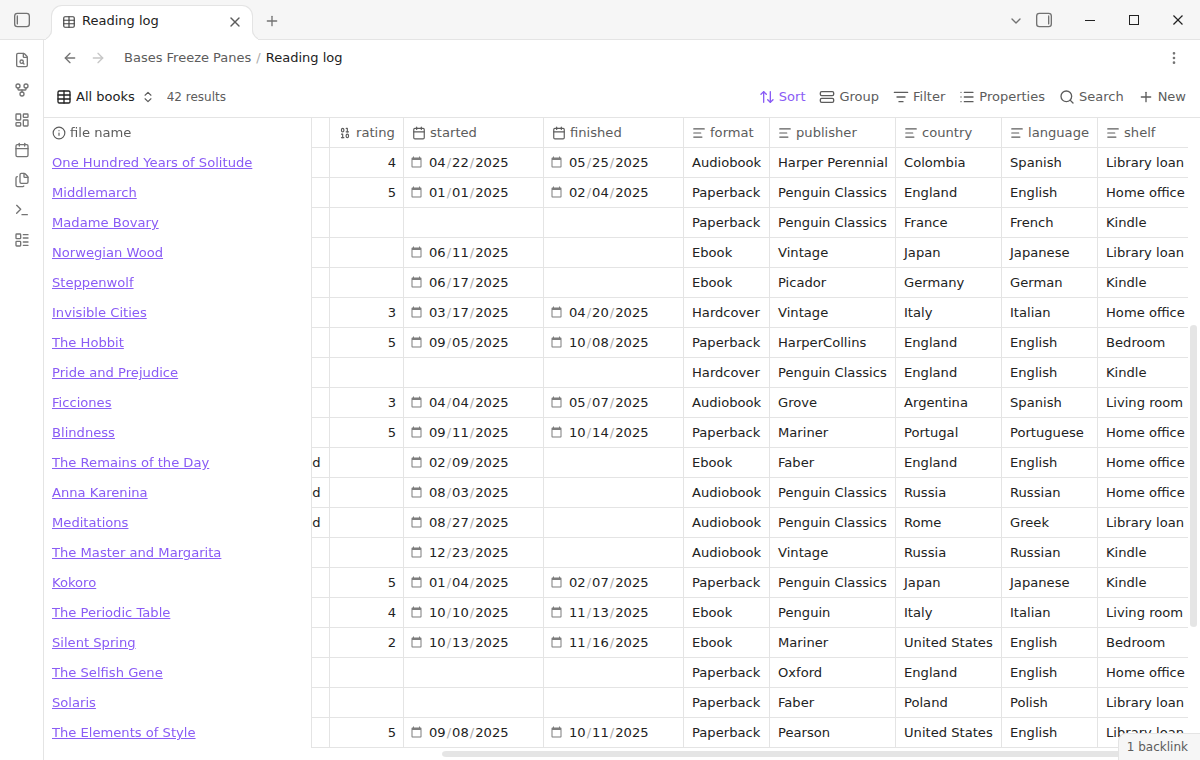 Reading log
Bases Freeze Panes / Reading log
All books 42 results Sort Group Filter Properties Search New
file name rating started finished format publisher country language shelf
One Hundred Years of Solitude 4 04/22/2025 05/25/2025 Audiobook Harper Perennial Colombia Spanish Library loan
Middlemarch 5 01/01/2025 02/04/2025 Paperback Penguin Classics England English Home office
Madame Bovary Paperback Penguin Classics France French Kindle
Norwegian Wood 06/11/2025 Ebook Vintage Japan Japanese Library loan
Steppenwolf 06/17/2025 Ebook Picador Germany German Kindle
Invisible Cities 3 03/17/2025 04/20/2025 Hardcover Vintage Italy Italian Home office
The Hobbit 5 09/05/2025 10/08/2025 Paperback HarperCollins England English Bedroom
Pride and Prejudice Hardcover Penguin Classics England English Kindle
Ficciones 3 04/04/2025 05/07/2025 Audiobook Grove Argentina Spanish Living room
Blindness 5 09/11/2025 10/14/2025 Paperback Mariner Portugal Portuguese Home office
The Remains of the Day d 02/09/2025 Ebook Faber England English Home office
Anna Karenina d 08/03/2025 Audiobook Penguin Classics Russia Russian Home office
Meditations d 08/27/2025 Audiobook Penguin Classics Rome Greek Library loan
The Master and Margarita 12/23/2025 Audiobook Vintage Russia Russian Kindle
Kokoro 5 01/04/2025 02/07/2025 Paperback Penguin Classics Japan Japanese Kindle
The Periodic Table 4 10/10/2025 11/13/2025 Ebook Penguin Italy Italian Living room
Silent Spring 2 10/13/2025 11/16/2025 Ebook Mariner United States English Bedroom
The Selfish Gene Paperback Oxford England English Home office
Solaris Paperback Faber Poland Polish Library loan
The Elements of Style 5 09/08/2025 10/11/2025 Paperback Pearson United States English Library loan
1 backlink